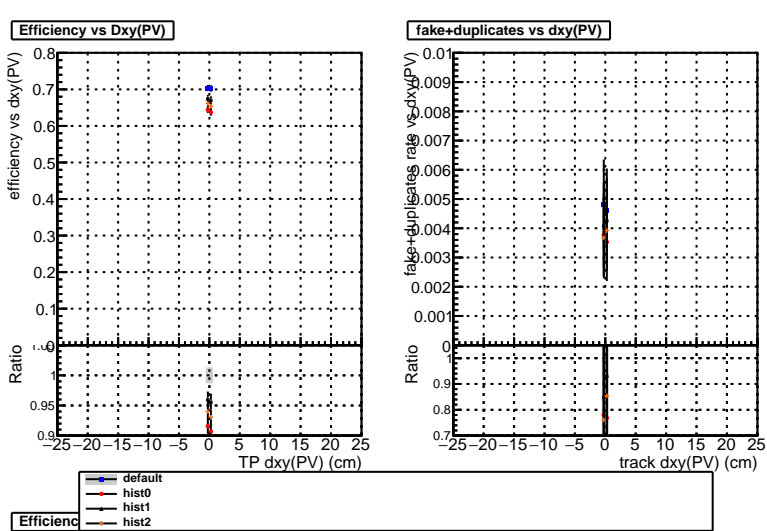 Efficiency vs Dxy(PV)
efficiency vs dxy(PV)
0.8
0.7
0.6
0.5
0.4
0.3
0.2
0.1
0
Ratio
1
0.95
0.9
−25 −20 −15 −10 −5 0 5 10 15 20 25
TP dxy(PV) (cm)
fake+duplicates vs dxy(PV)
fake+duplicates rate vs dxy(PV)
0.01
0.009
0.008
0.007
0.006
0.005
0.004
0.003
0.002
0.001
0
Ratio
1
0.9
0.8
0.7
−25 −20 −15 −10 −5 0 5 10 15 20 25
track dxy(PV) (cm)
default
hist0
hist1
hist2
Efficienc